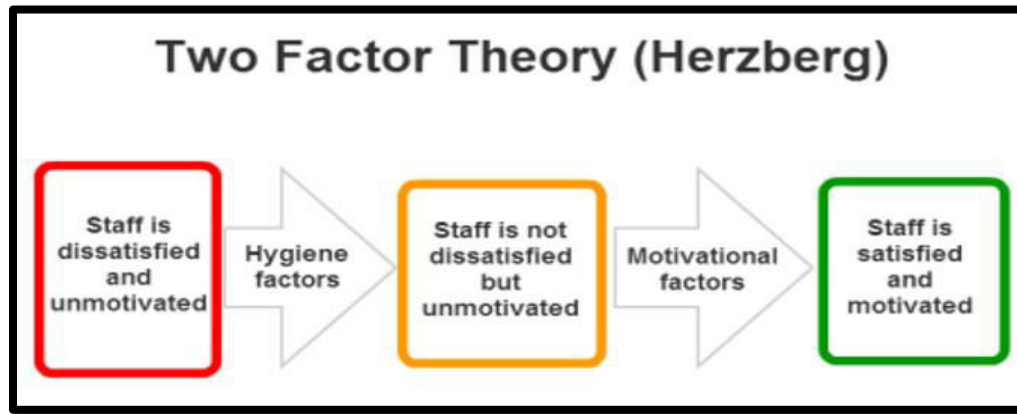 Two Factor Theory (Herzberg)
Staff is
dissatisfied
and
unmotivated
Hygiene
factors
Staff is not
dissatisfied
but
unmotivated
Motivational
factors
Staff is
satisfied
and
motivated